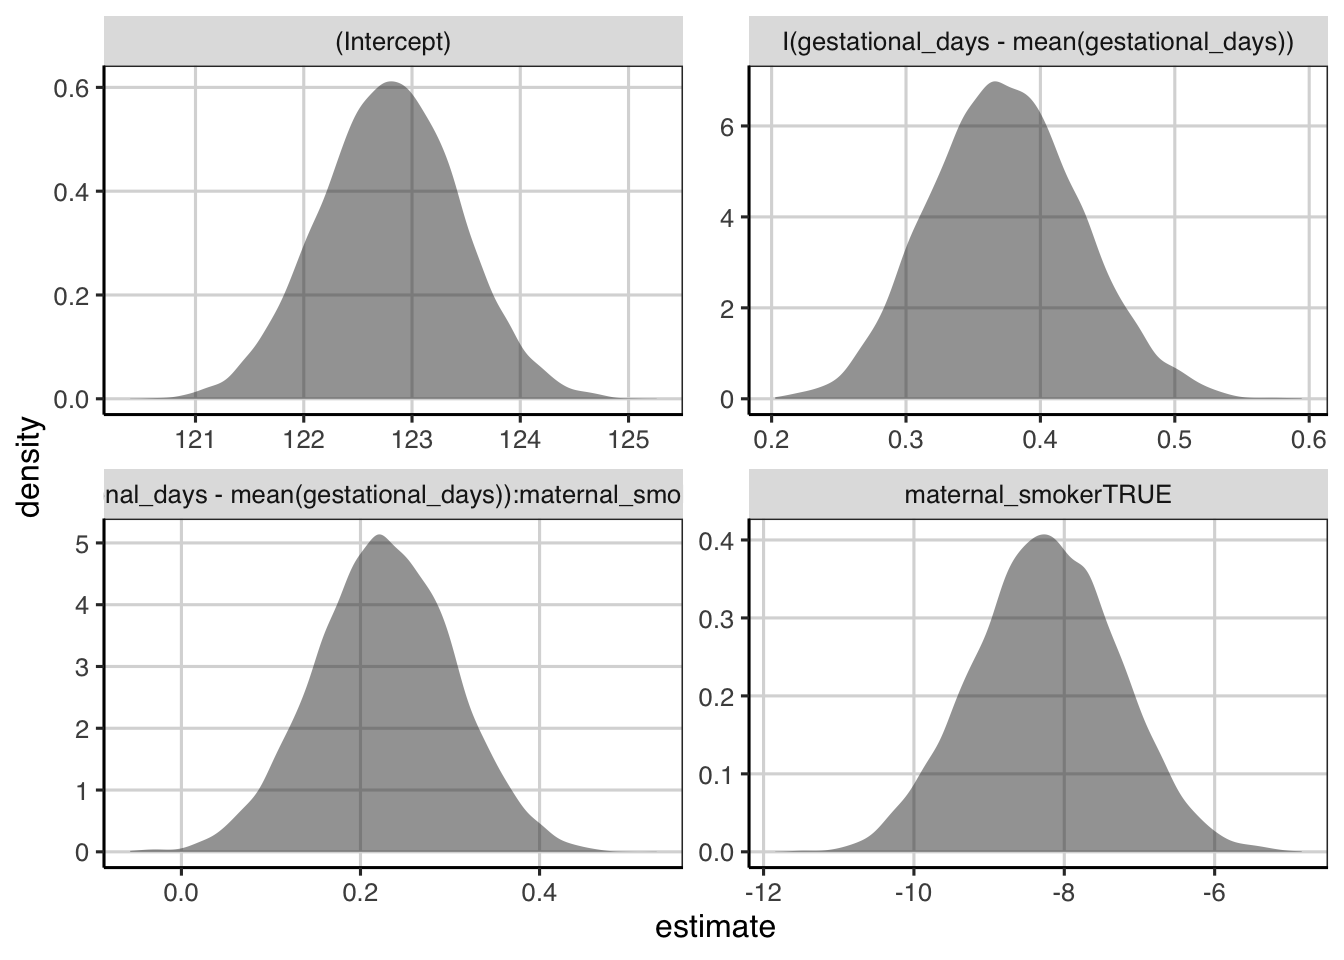 (Intercept)
I(gestational_days - mean(gestational_days))
0.6
0.4
0.2
0.0
121 122 123 124 125
6
4
2
0
0.2 0.3 0.4 0.5 0.6
nal_days - mean(gestational_days)):maternal_smo
maternal_smokerTRUE
5
4
3
2
1
0
0.0 0.2 0.4
0.4
0.3
0.2
0.1
0.0
-12 -10 -8 -6
density
estimate